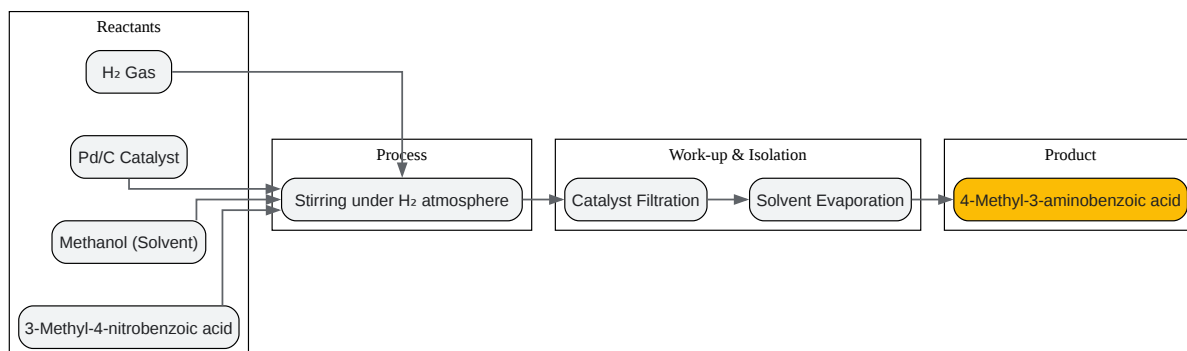 Reactants
H₂ Gas
Pd/C Catalyst
Methanol (Solvent)
3-Methyl-4-nitrobenzoic acid
Process
Stirring under H₂ atmosphere
Work-up & Isolation
Catalyst Filtration
Solvent Evaporation
Product
4-Methyl-3-aminobenzoic acid